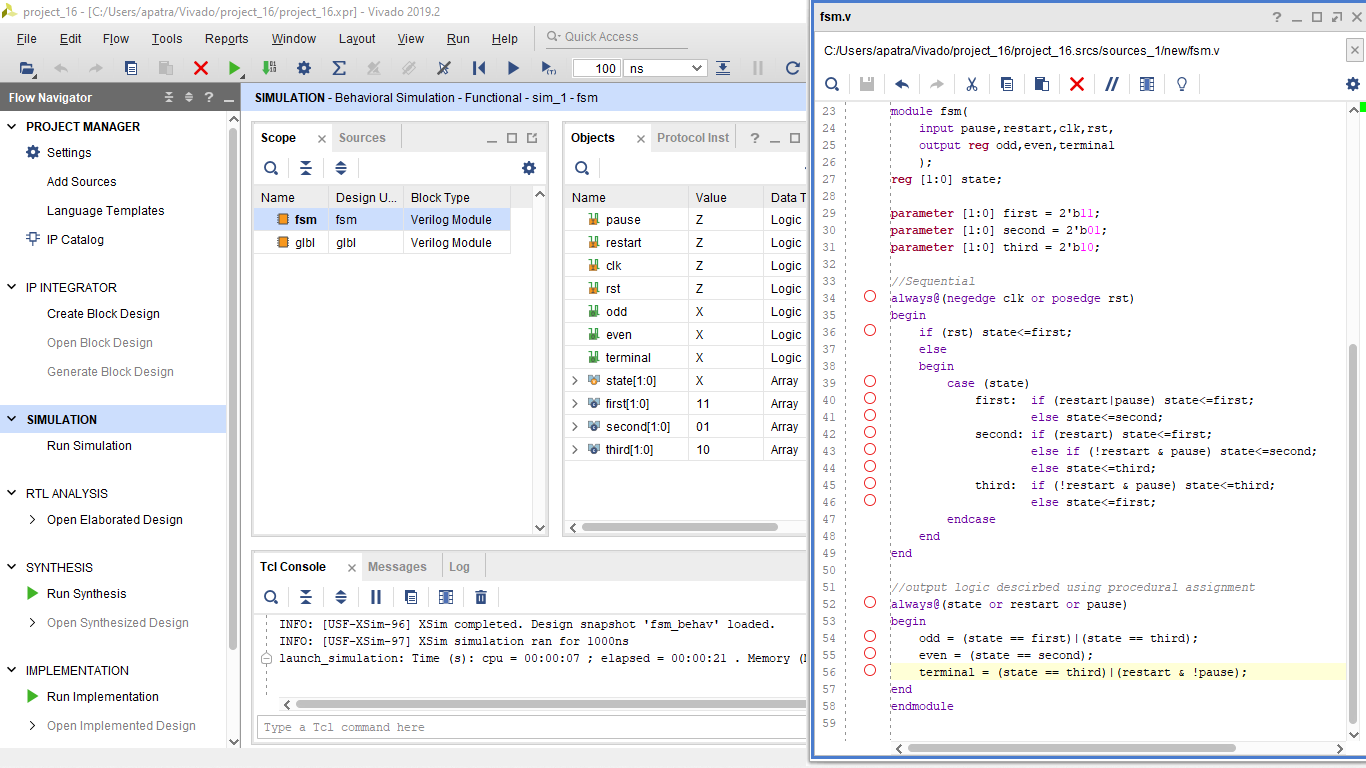 project_16 - [C:/Users/apatra/Vivado/project_16/project_16.xpr] - Vivado 2019.2
File Edit Flow Tools Reports Window Layout View Run Help Quick Access
100 ns
Flow Navigator
PROJECT MANAGER
Settings
Add Sources
Language Templates
IP Catalog
IP INTEGRATOR
Create Block Design
Open Block Design
Generate Block Design
SIMULATION
Run Simulation
RTL ANALYSIS
Open Elaborated Design
SYNTHESIS
Run Synthesis
Open Synthesized Design
IMPLEMENTATION
Run Implementation
Open Implemented Design
SIMULATION - Behavioral Simulation - Functional - sim_1 - fsm
Scope Sources
Name Design U... Block Type
fsm fsm Verilog Module
glbl glbl Verilog Module
Objects Protocol Inst
Name Value Data T
pause Z Logic
restart Z Logic
clk Z Logic
rst Z Logic
odd X Logic
even X Logic
terminal X Logic
state[1:0] X Array
first[1:0] 11 Array
second[1:0] 01 Array
third[1:0] 10 Array
Tcl Console Messages Log
INFO: [USF-XSim-96] XSim completed. Design snapshot 'fsm_behav' loaded.
INFO: [USF-XSim-97] XSim simulation ran for 1000ns
launch_simulation: Time (s): cpu = 00:00:07 ; elapsed = 00:00:21 . Memory (
Type a Tcl command here
fsm.v
C:/Users/apatra/Vivado/project_16/project_16.srcs/sources_1/new/fsm.v
23 module fsm(
24 input pause,restart,clk,rst,
25 output reg odd,even,terminal
26 );
27 reg [1:0] state;
28
29 parameter [1:0] first = 2'b11;
30 parameter [1:0] second = 2'b01;
31 parameter [1:0] third = 2'b10;
32
33 //Sequential
34 always@(negedge clk or posedge rst)
35 begin
36 if (rst) state<=first;
37 else
38 begin
39 case (state)
40 first: if (restart|pause) state<=first;
41 else state<=second;
42 second: if (restart) state<=first;
43 else if (!restart & pause) state<=second;
44 else state<=third;
45 third: if (!restart & pause) state<=third;
46 else state<=first;
47 endcase
48 end
49 end
50
51 //output logic descirbed using procedural assignment
52 always@(state or restart or pause)
53 begin
54 odd = (state == first)|(state == third);
55 even = (state == second);
56 terminal = (state == third)|(restart & !pause);
57 end
58 endmodule
59